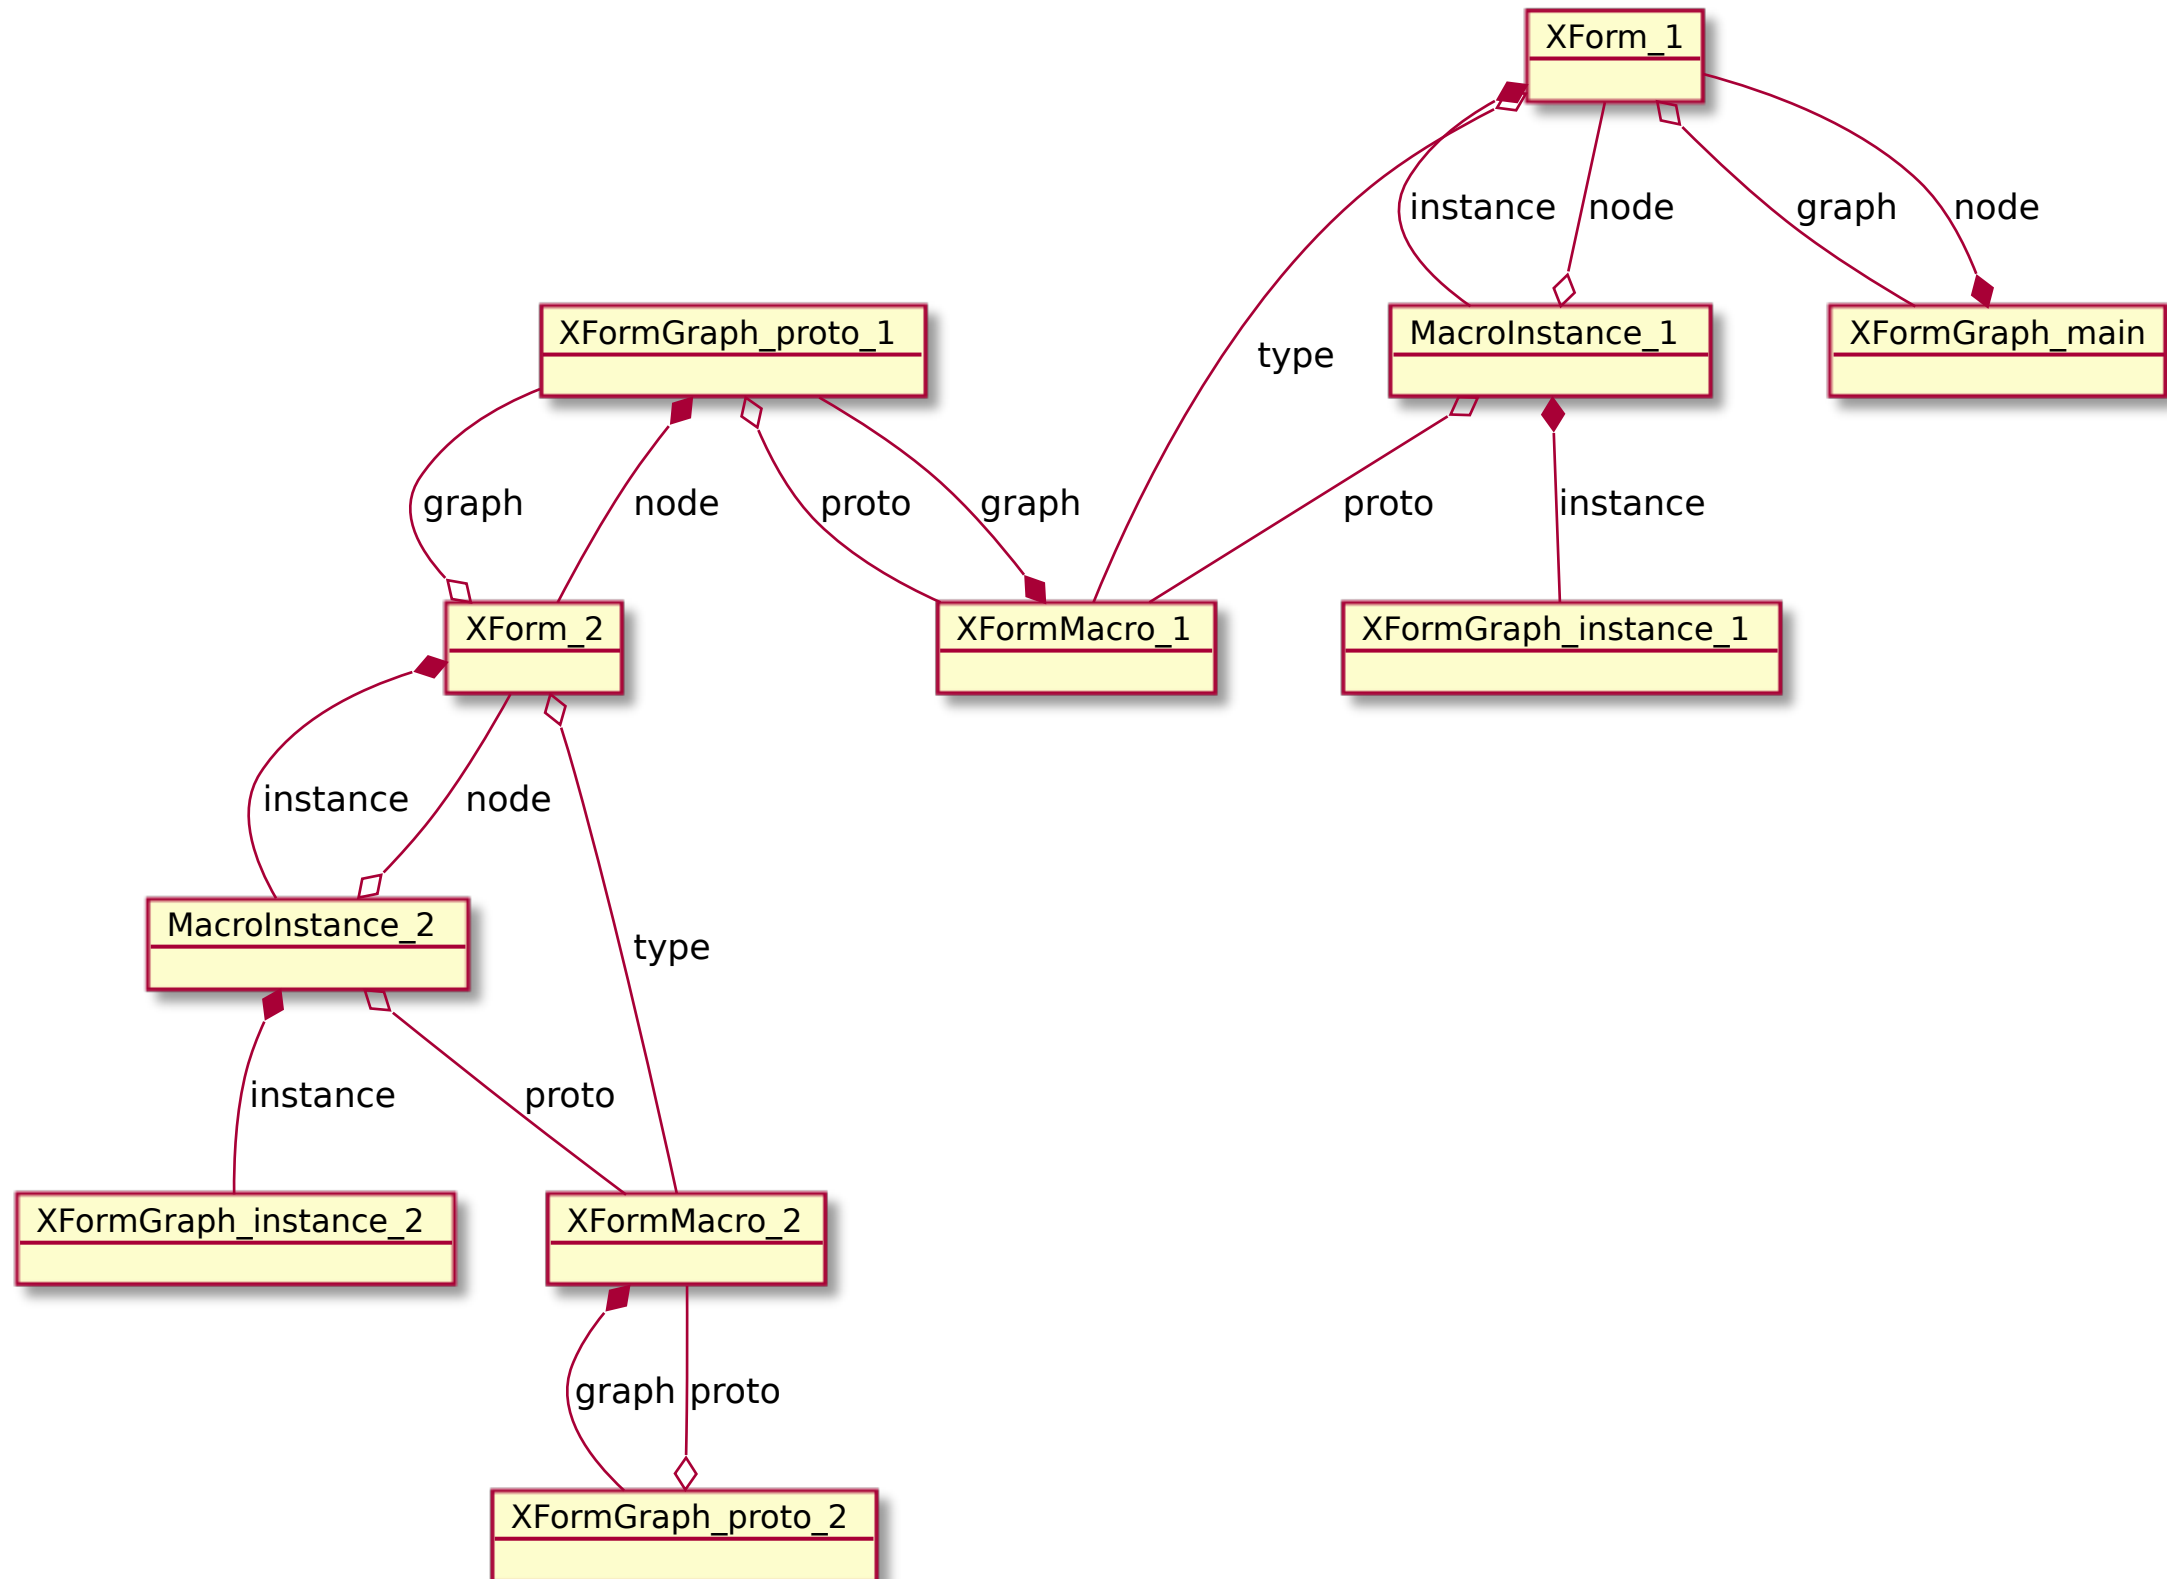 XForm_1
instance
node
graph
node
XFormGraph_proto_1
MacroInstance_1
XFormGraph_main
type
graph
node
proto
graph
proto
instance
XForm_2
XFormMacro_1
XFormGraph_instance_1
instance
node
MacroInstance_2
type
instance
proto
XFormGraph_instance_2
XFormMacro_2
graph
proto
XFormGraph_proto_2